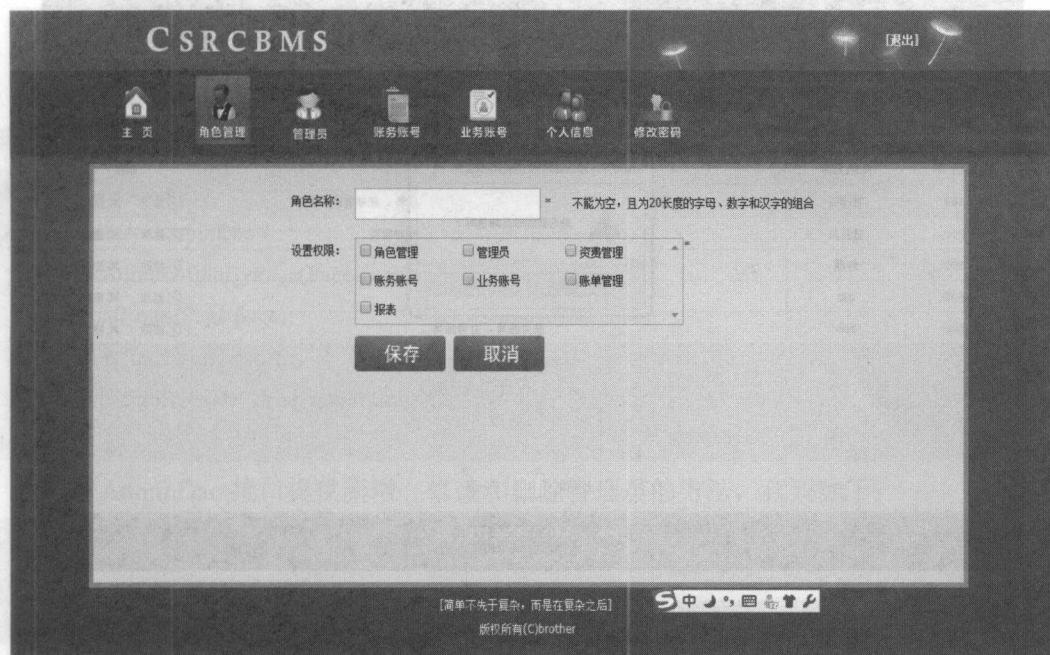 CSRCBMS
[退出]
主 页 角色管理 管理员 账务账号 业务账号 个人信息 修改密码
角色名称: * 不能为空，且为20长度的字母、数字和汉字的组合
设置权限: 角色管理 管理员 资费管理 *
账务账号 业务账号 账单管理
报表
保存 取消
[简单不先于复杂，而是在复杂之后]
中
版权所有(C)brother